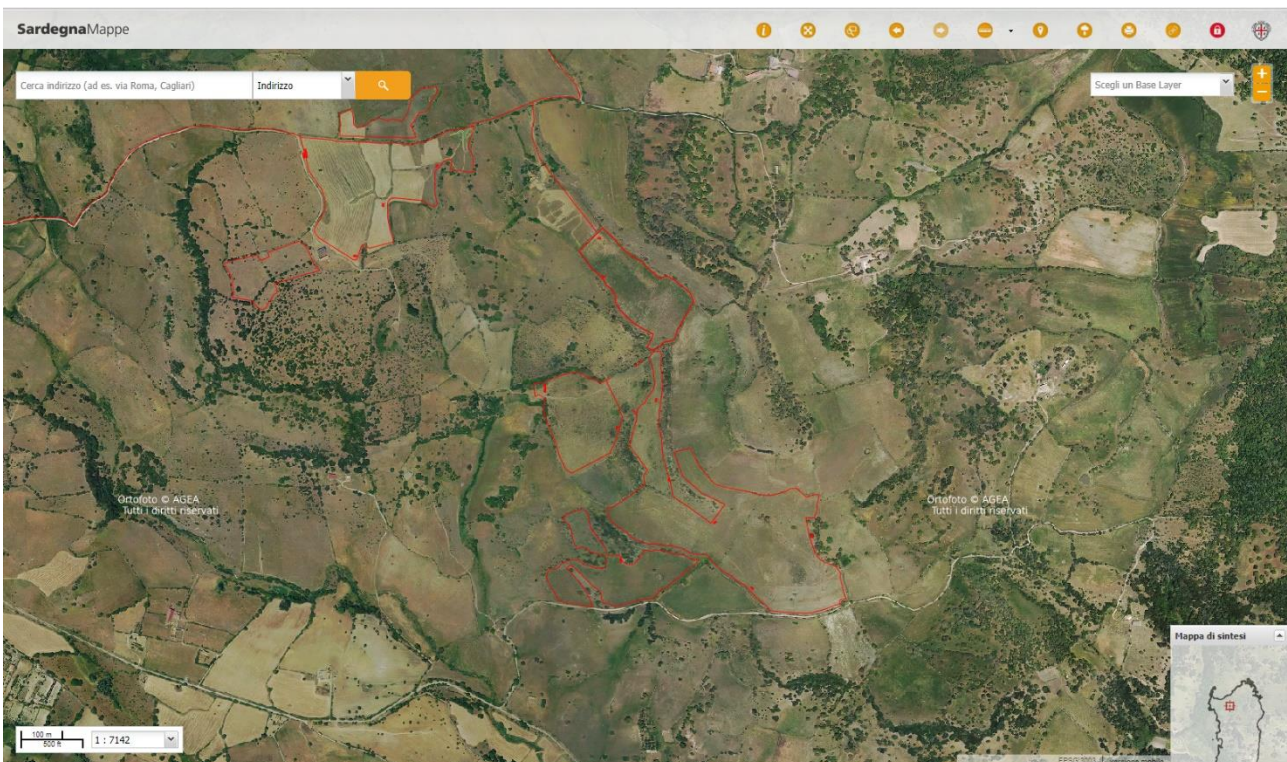 SardegnaMappe
Cerca indirizzo (ad es. via Roma, Cagliari)
Indirizzo
Scegli un Base Layer
+
−
Ortofoto © AGEA
Tutti i diritti riservati
Ortofoto © AGEA
Tutti i diritti riservati
Mappa di sintesi
100 m
500 ft
1 : 7142